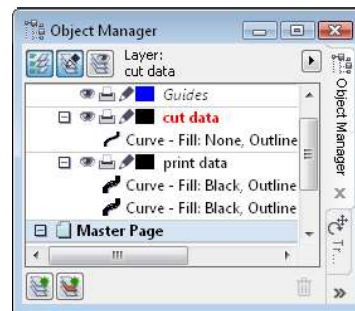 Object Manager
Layer:
cut data
Guides
cut data
Curve - Fill: None, Outline
print data
Curve - Fill: Black, Outline
Curve - Fill: Black, Outline
Master Page
Object Manager
Tr...